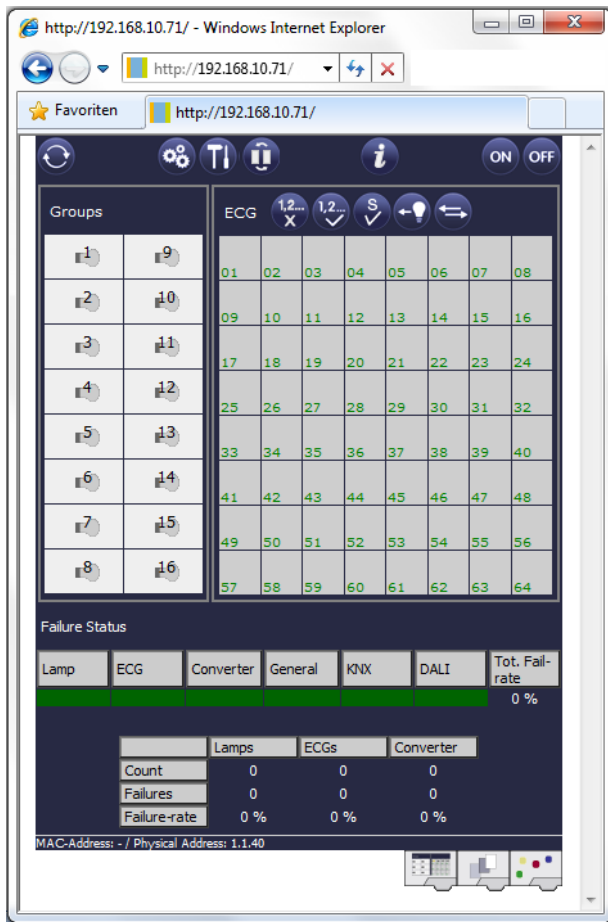 http://192.168.10.71/ - Windows Internet Explorer
http://192.168.10.71/
Favoriten
http://192.168.10.71/
i
ON
OFF
Groups
ECG
1,2...
1,2...
S
1
9
2
10
3
11
4
12
5
13
6
14
7
15
8
16
01 02 03 04 05 06 07 08
09 10 11 12 13 14 15 16
17 18 19 20 21 22 23 24
25 26 27 28 29 30 31 32
33 34 35 36 37 38 39 40
41 42 43 44 45 46 47 48
49 50 51 52 53 54 55 56
57 58 59 60 61 62 63 64
Failure Status
Lamp ECG Converter General KNX DALI Tot. Fail-
rate
0 %
Lamps ECGs Converter
Count 0 0 0
Failures 0 0 0
Failure-rate 0 % 0 % 0 %
MAC-Address: - / Physical Address: 1.1.40